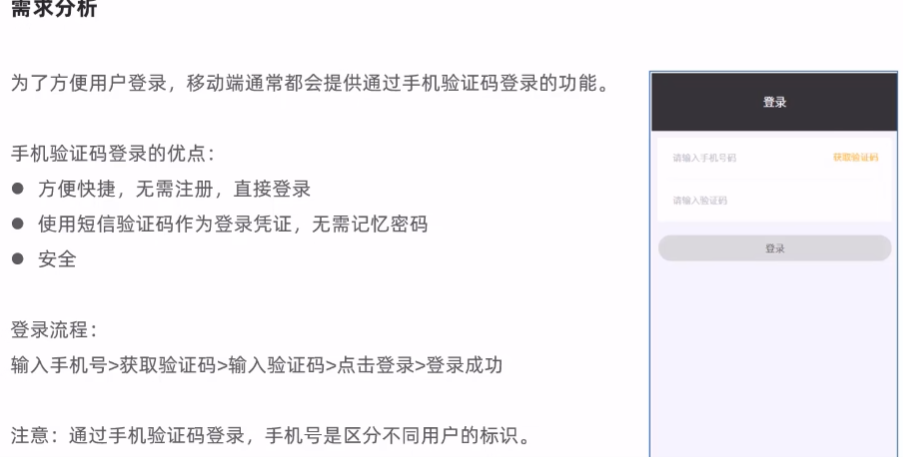 需求分析
为了方便用户登录，移动端通常都会提供通过手机验证码登录的功能。
手机验证码登录的优点：
● 方便快捷，无需注册，直接登录
● 使用短信验证码作为登录凭证，无需记忆密码
● 安全
登录流程：
输入手机号>获取验证码>输入验证码>点击登录>登录成功
注意：通过手机验证码登录，手机号是区分不同用户的标识。
登录
请输入手机号码 获取验证码
请输入验证码
登录